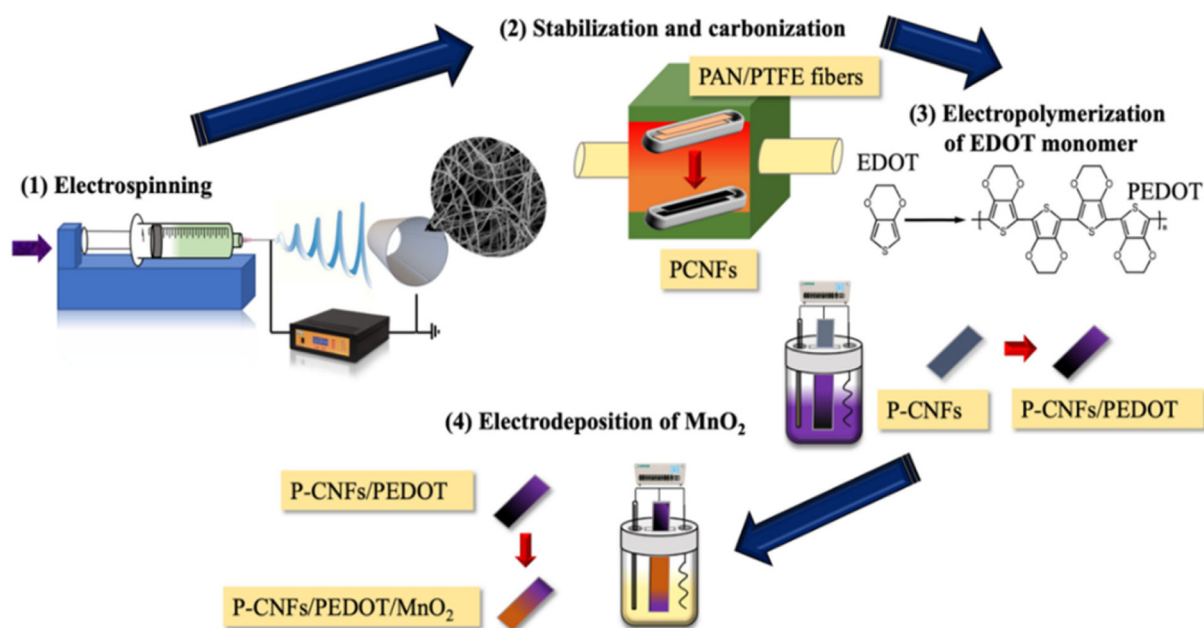 (2) Stabilization and carbonization
PAN/PTFE fibers
PCNFs
(1) Electrospinning
(3) Electropolymerization
of EDOT monomer
EDOT
PEDOT
S
O
O
S
O
O
S
O
O
S
O
O
S
O
O
n
P-CNFs
P-CNFs/PEDOT
(4) Electrodeposition of MnO₂
P-CNFs/PEDOT
P-CNFs/PEDOT/MnO₂